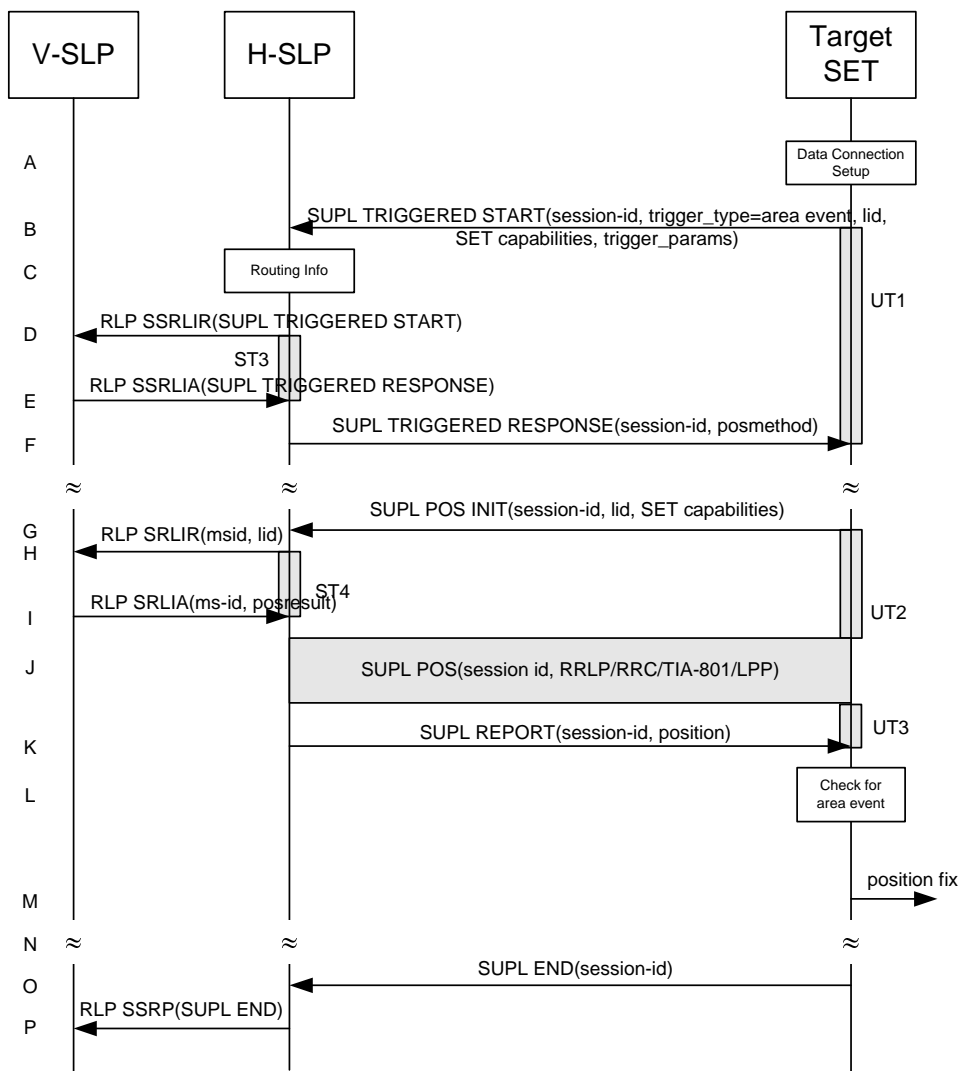 V-SLP
H-SLP
Target
SET
A
Data Connection
Setup
B
SUPL TRIGGERED START(session-id, trigger_type=area event, lid,
SET capabilities, trigger_params)
C
Routing Info
UT1
D
RLP SSRLIR(SUPL TRIGGERED START)
ST3
E
RLP SSRLIA(SUPL TRIGGERED RESPONSE)
F
SUPL TRIGGERED RESPONSE(session-id, posmethod)
≈ ≈ ≈
G
SUPL POS INIT(session-id, lid, SET capabilities)
H
RLP SRLIR(msid, lid)
ST4
I
RLP SRLIA(ms-id, posresult)
UT2
J
SUPL POS(session id, RRLP/RRC/TIA-801/LPP)
UT3
K
SUPL REPORT(session-id, position)
L
Check for
area event
M
position fix
N ≈ ≈ ≈
O
SUPL END(session-id)
P
RLP SSRP(SUPL END)